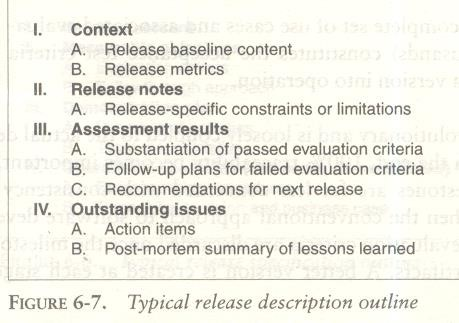 I. Context
A. Release baseline content
B. Release metrics
II. Release notes
A. Release-specific constraints or limitations
III. Assessment results
A. Substantiation of passed evaluation criteria
B. Follow-up plans for failed evaluation criteria
C. Recommendations for next release
IV. Outstanding issues
A. Action items
B. Post-mortem summary of lessons learned
FIGURE 6-7. Typical release description outline